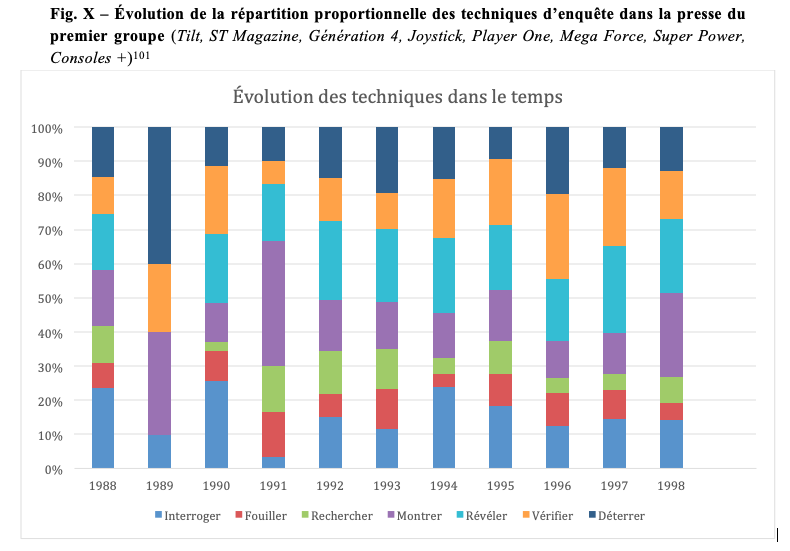 Fig. X – Évolution de la répartition proportionnelle des techniques d’enquête dans la presse du
premier groupe (Tilt, ST Magazine, Génération 4, Joystick, Player One, Mega Force, Super Power,
Consoles +)101
Évolution des techniques dans le temps
100%
90%
80%
70%
60%
50%
40%
30%
20%
10%
0%
1988 1989 1990 1991 1992 1993 1994 1995 1996 1997 1998
Interroger Fouiller Rechercher Montrer Révéler Vérifier Déterrer